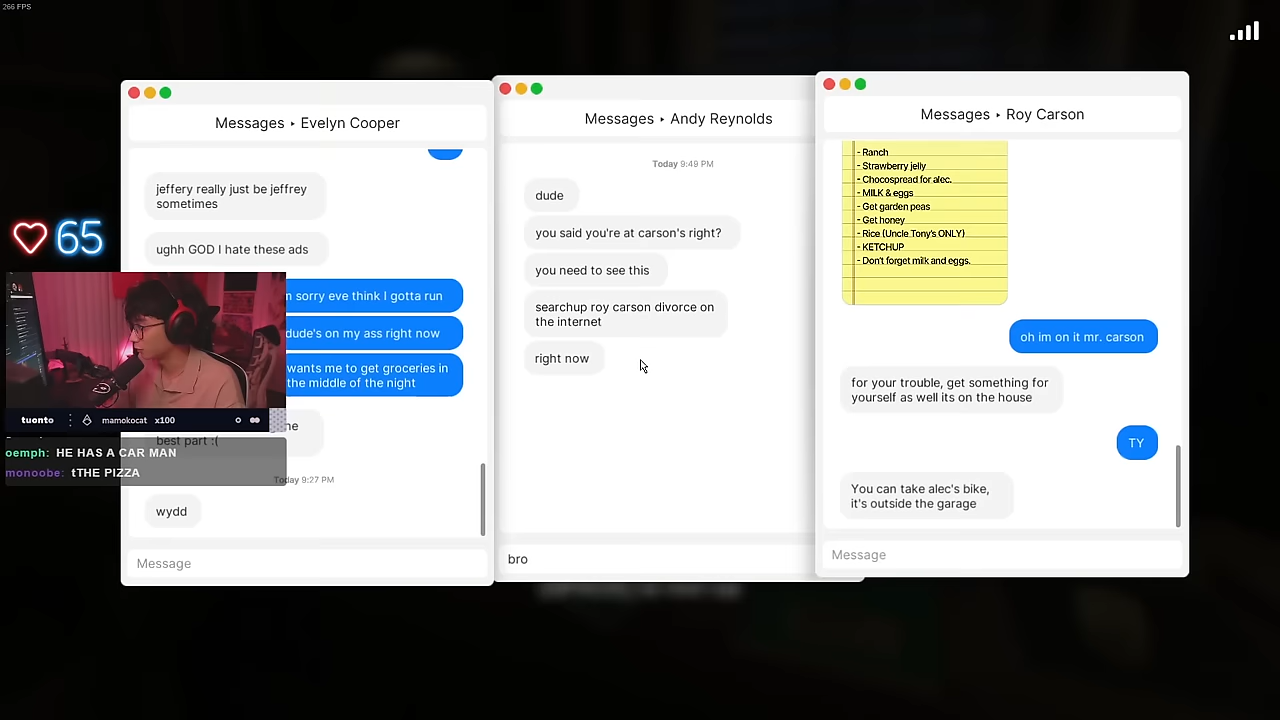 266 FPS
Messages ▸ Evelyn Cooper
jeffery really just be jeffrey
sometimes
ughh GOD I hate these ads
m sorry eve think I gotta run
dude's on my ass right now
wants me to get groceries in
the middle of the night
best part :(
Today 9:27 PM
wydd
Message
65
tuonto
mamokocat x100
oemph: HE HAS A CAR MAN
monoobe: tTHE PIZZA
Messages ▸ Andy Reynolds
Today 9:49 PM
dude
you said you're at carson's right?
you need to see this
searchup roy carson divorce on
the internet
right now
bro
Messages ▸ Roy Carson
- Ranch
- Strawberry jelly
- Chocospread for alec.
- MILK & eggs
- Get garden peas
- Get honey
- Rice (Uncle Tony's ONLY)
- KETCHUP
- Don't forget milk and eggs.
oh im on it mr. carson
for your trouble, get something for
yourself as well its on the house
TY
You can take alec's bike,
it's outside the garage
Message